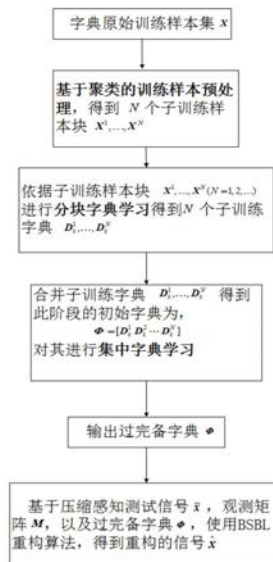 字典原始训练样本集 X
基于聚类的训练样本预处
理，得到 N 个子训练样
本块 X¹,...,Xᴺ
依据子训练样本块 X¹,...,Xᴺ(N=1,2,...)
进行分块字典学习得到N 个子训练
字典 Dₛ¹,...,Dₛᴺ
合并子训练字典 Dₛ¹,...,Dₛᴺ 得到
此阶段的初始字典为，
Φ=[Dₛ¹ Dₛ² ⋯ Dₛᴺ]
对其进行集中字典学习
输出过完备字典 Φ
基于压缩感知测试信号 x̄，观测矩
阵 M，以及过完备字典 Φ，使用BSBL
重构算法，得到重构的信号 x̂